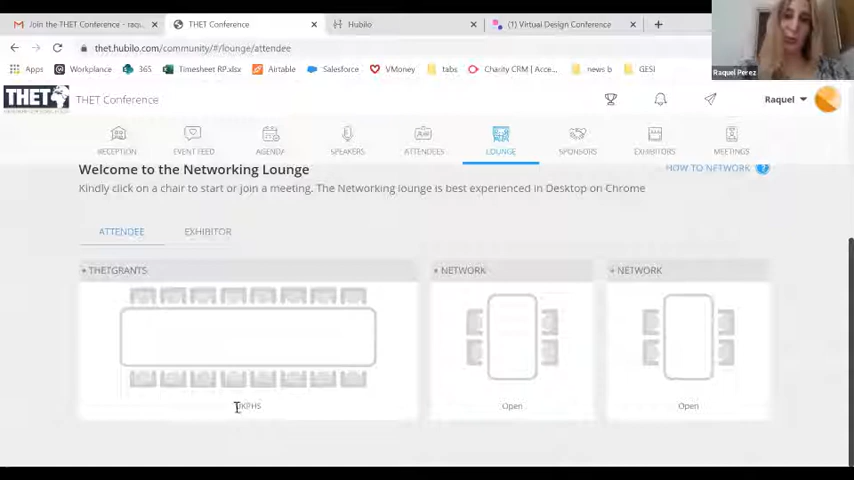 Join the THET Conference - raqu
THET Conference
Hubilo
(1) Virtual Design Conference
thet.hubilo.com/community/#/lounge/attendee
Apps Workplance 365 Timesheet RP.xlsx Airtable Salesforce VMoney tabs Charity CRM | Acce... news b GESI
Raquel Perez
THET THET Conference Raquel
RECEPTION EVENT FEED AGENDA SPEAKERS ATTENDEES LOUNGE SPONSORS EXHIBITORS MEETINGS
Welcome to the Networking Lounge HOW TO NETWORK ?
Kindly click on a chair to start or join a meeting. The Networking lounge is best experienced in Desktop on Chrome
ATTENDEE EXHIBITOR
THETGRANTS NETWORK NETWORK
UKPHS Open Open